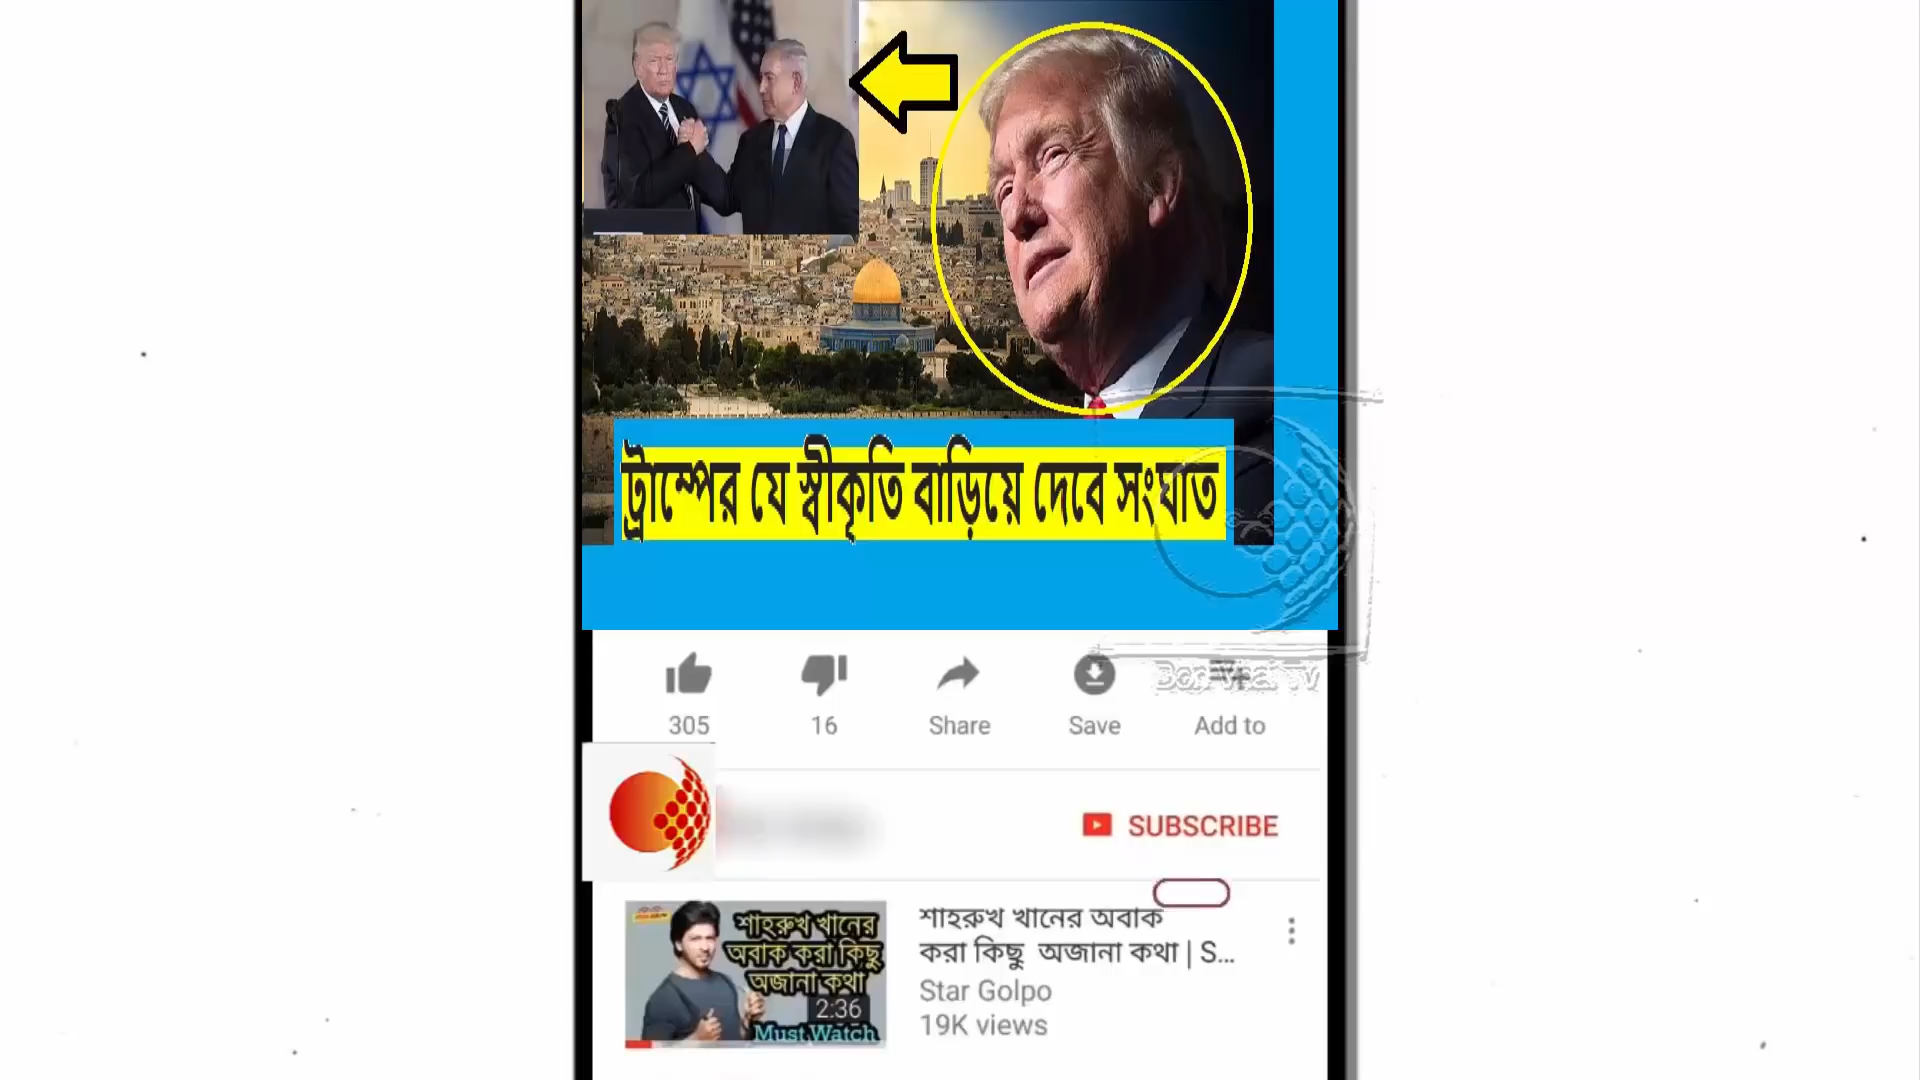 ট্রাম্পের যে স্বীকৃতি বাড়িয়ে দেবে সংঘাত
305
16
Share
Save
Add to
SUBSCRIBE
শাহরুখ খানের
অবাক করা কিছু
অজানা কথা
2:36
Must Watch
শাহরুখ খানের অবাক
করা কিছু অজানা কথা | S...
Star Golpo
19K views